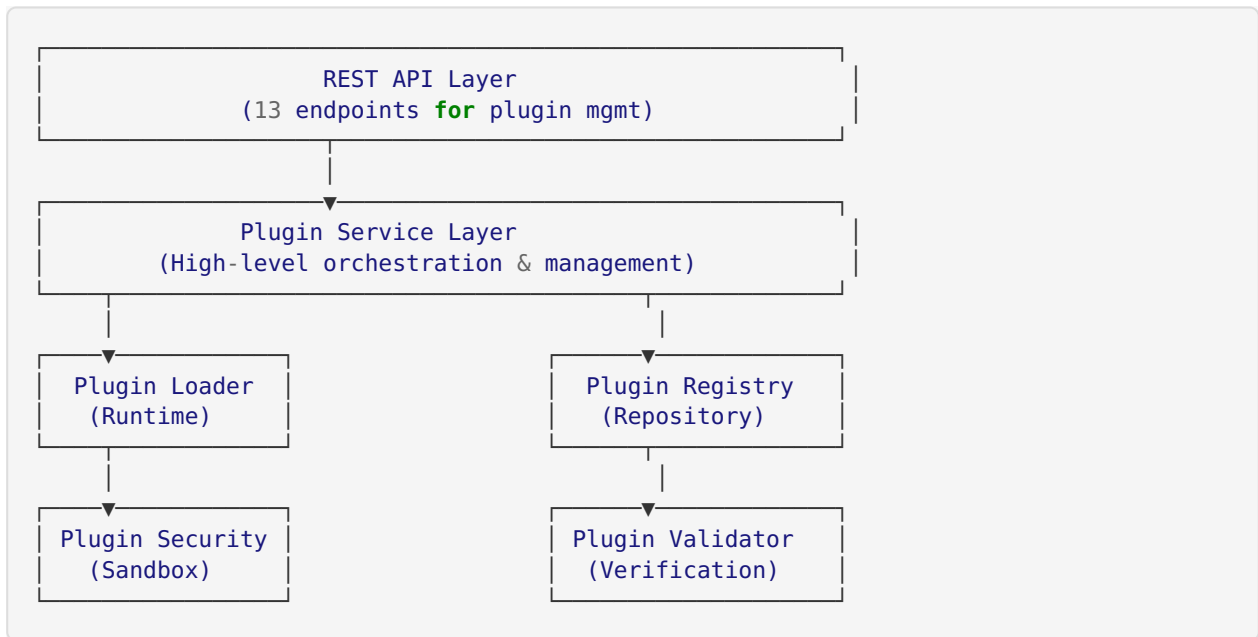 REST API Layer
(13 endpoints for plugin mgmt)
Plugin Service Layer
(High-level orchestration & management)
Plugin Loader
(Runtime)
Plugin Registry
(Repository)
Plugin Security
(Sandbox)
Plugin Validator
(Verification)